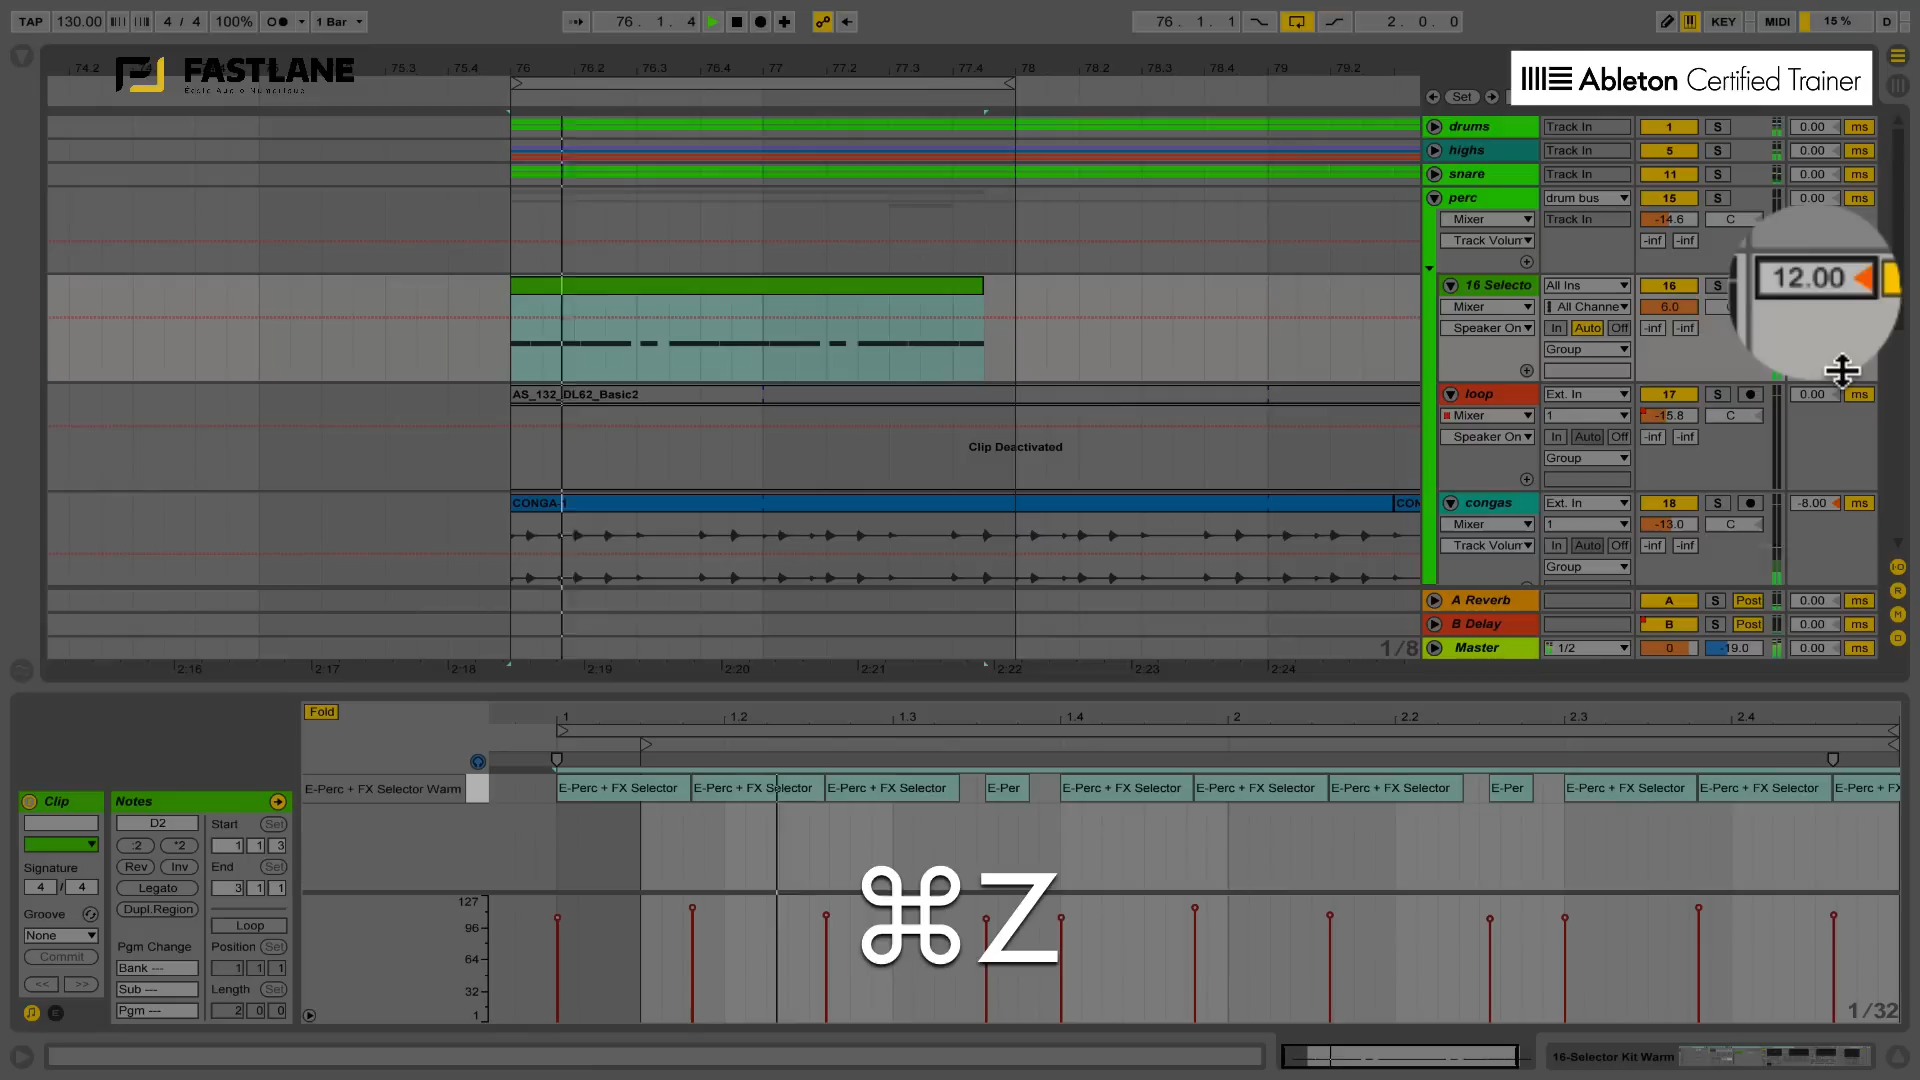 TAP 130.00 4 / 4 100% 1 Bar 76. 1. 4 76. 1. 1 2. 0. 0 KEY MIDI 15 % D
74.2 75.3 75.4 76 76.2 76.3 76.4 77 77.2 77.3 77.4 78 78.2 78.3 78.4 79 79.2
FASTLANE
École Audio Numérique
Ableton Certified Trainer
Set
drums Track In 1 S 0.00 ms
highs Track In 5 S 0.00 ms
snare Track In 11 S 0.00 ms
perc drum bus 15 S 0.00 ms
Mixer Track In -14.6 C
Track Volum -inf -inf
12.00
16 Selecto All Ins 16 S
Mixer All Channe 6.0
Speaker On In Auto Off -inf -inf
Group
AS_132_DL62_Basic2 loop Ext. In 17 S 0.00 ms
Mixer 1 -15.8 C
Clip Deactivated Speaker On In Auto Off -inf -inf
Group
CONGA-1 CON congas Ext. In 18 S -8.00 ms
Mixer 1 -13.0 C
Track Volum In Auto Off -inf -inf
Group
A Reverb A S Post 0.00 ms
B Delay B S Post 0.00 ms
1/8 Master 1/2 0 -19.0 0.00 ms
2:16 2:17 2:18 2:19 2:20 2:21 2:22 2:23 2:24
I·O
R
M
D
Fold 1 1.2 1.3 1.4 2 2.2 2.3 2.4
E-Perc + FX Selector Warm E-Perc + FX Selector E-Perc + FX Selector E-Perc + FX Selector E-Per E-Perc + FX Selector E-Perc + FX Selector E-Perc + FX Selector E-Per E-Perc + FX Selector E-Perc + FX Selector E-Perc + FX
Clip Notes
D2 Start Set
:2 *2 1 1 3
Signature Rev Inv End Set
4 / 4 Legato 3 1 1
Groove Dupl.Region
None Loop
Commit Pgm Change Position Set
Bank --- 1 1 1
<< >> Sub --- Length Set
E Pgm --- 2 0 0
127
96
64
32
1
⌘Z
1/32
16-Selector Kit Warm